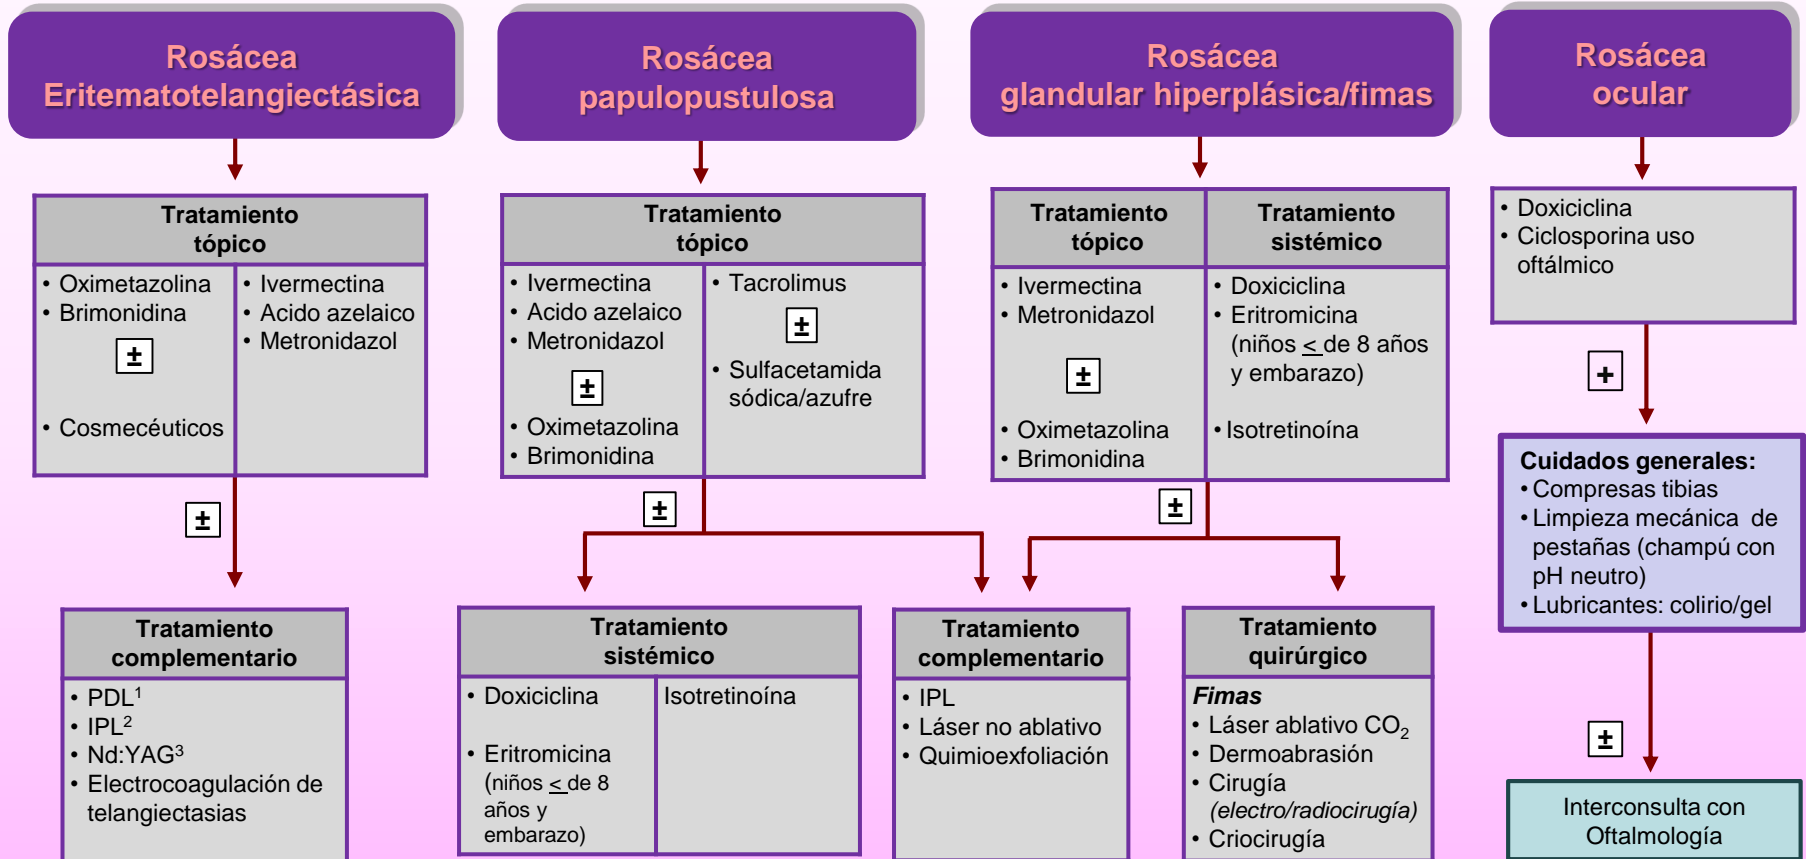 Rosácea
Eritematotelangiectásica
Tratamiento
tópico
• Oximetazolina
• Brimonidina
±
• Cosmecéuticos
• Ivermectina
• Acido azelaico
• Metronidazol
±
Tratamiento
complementario
• PDL¹
• IPL²
• Nd:YAG³
• Electrocoagulación de
telangiectasias
Rosácea
papulopustulosa
Tratamiento
tópico
• Ivermectina
• Acido azelaico
• Metronidazol
±
• Oximetazolina
• Brimonidina
• Tacrolimus
±
• Sulfacetamida
sódica/azufre
±
Tratamiento
sistémico
• Doxiciclina
• Eritromicina
(niños < de 8
años y
embarazo)
Isotretinoína
Rosácea
glandular hiperplásica/fimas
Tratamiento
tópico
• Ivermectina
• Metronidazol
±
• Oximetazolina
• Brimonidina
Tratamiento
sistémico
• Doxiciclina
• Eritromicina
(niños < de 8 años
y embarazo)
• Isotretinoína
±
Tratamiento
complementario
• IPL
• Láser no ablativo
• Quimioexfoliación
Tratamiento
quirúrgico
Fimas
• Láser ablativo CO₂
• Dermoabrasión
• Cirugía
(electro/radiocirugía)
• Criocirugía
Rosácea
ocular
• Doxiciclina
• Ciclosporina uso
oftálmico
+
Cuidados generales:
• Compresas tibias
• Limpieza mecánica de
pestañas (champú con
pH neutro)
• Lubricantes: colirio/gel
±
Interconsulta con
Oftalmología